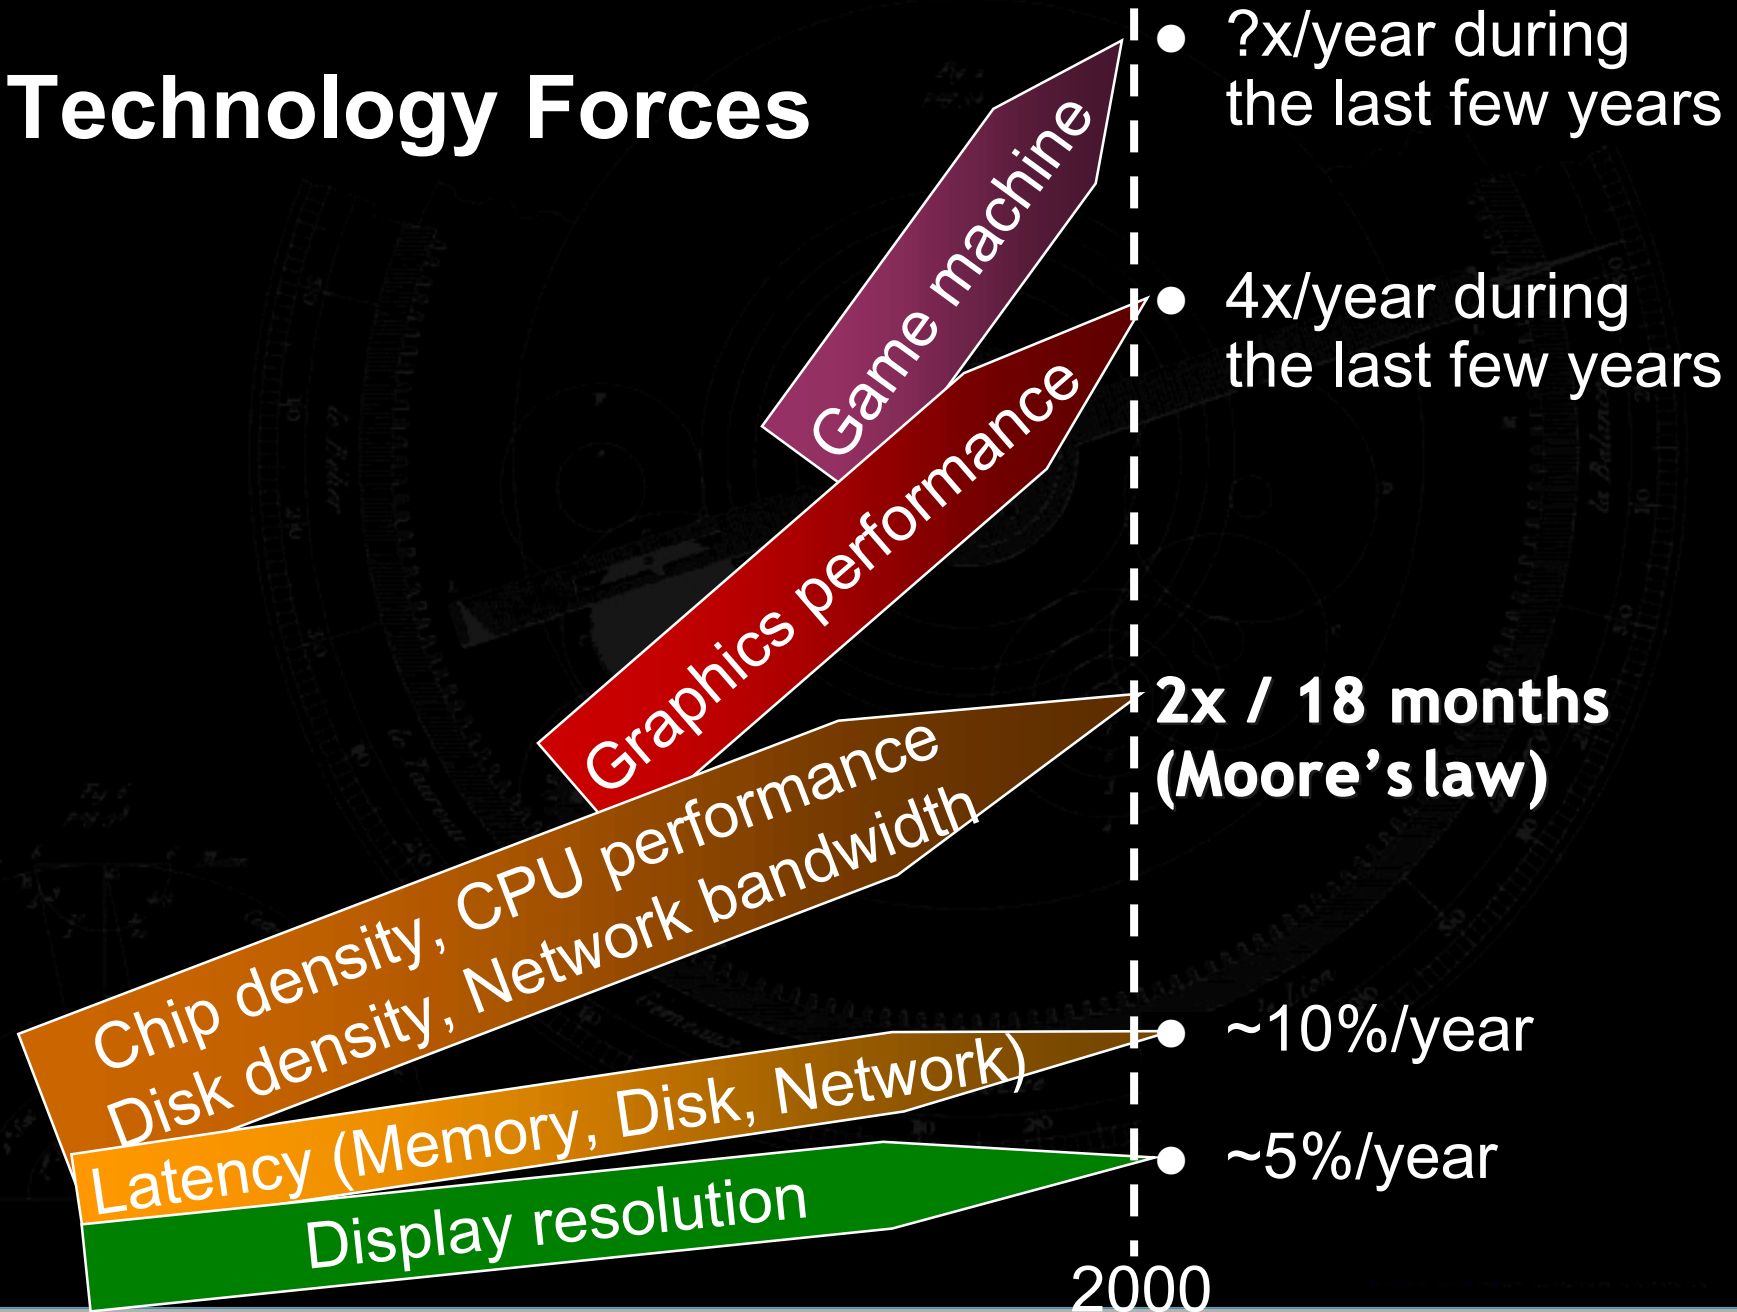 Technology Forces
?x/year during
the last few years
Game machine
4x/year during
the last few years
Graphics performance
2x / 18 months
(Moore's law)
Chip density, CPU performance
Disk density, Network bandwidth
~10%/year
Latency (Memory, Disk, Network)
~5%/year
Display resolution
2000